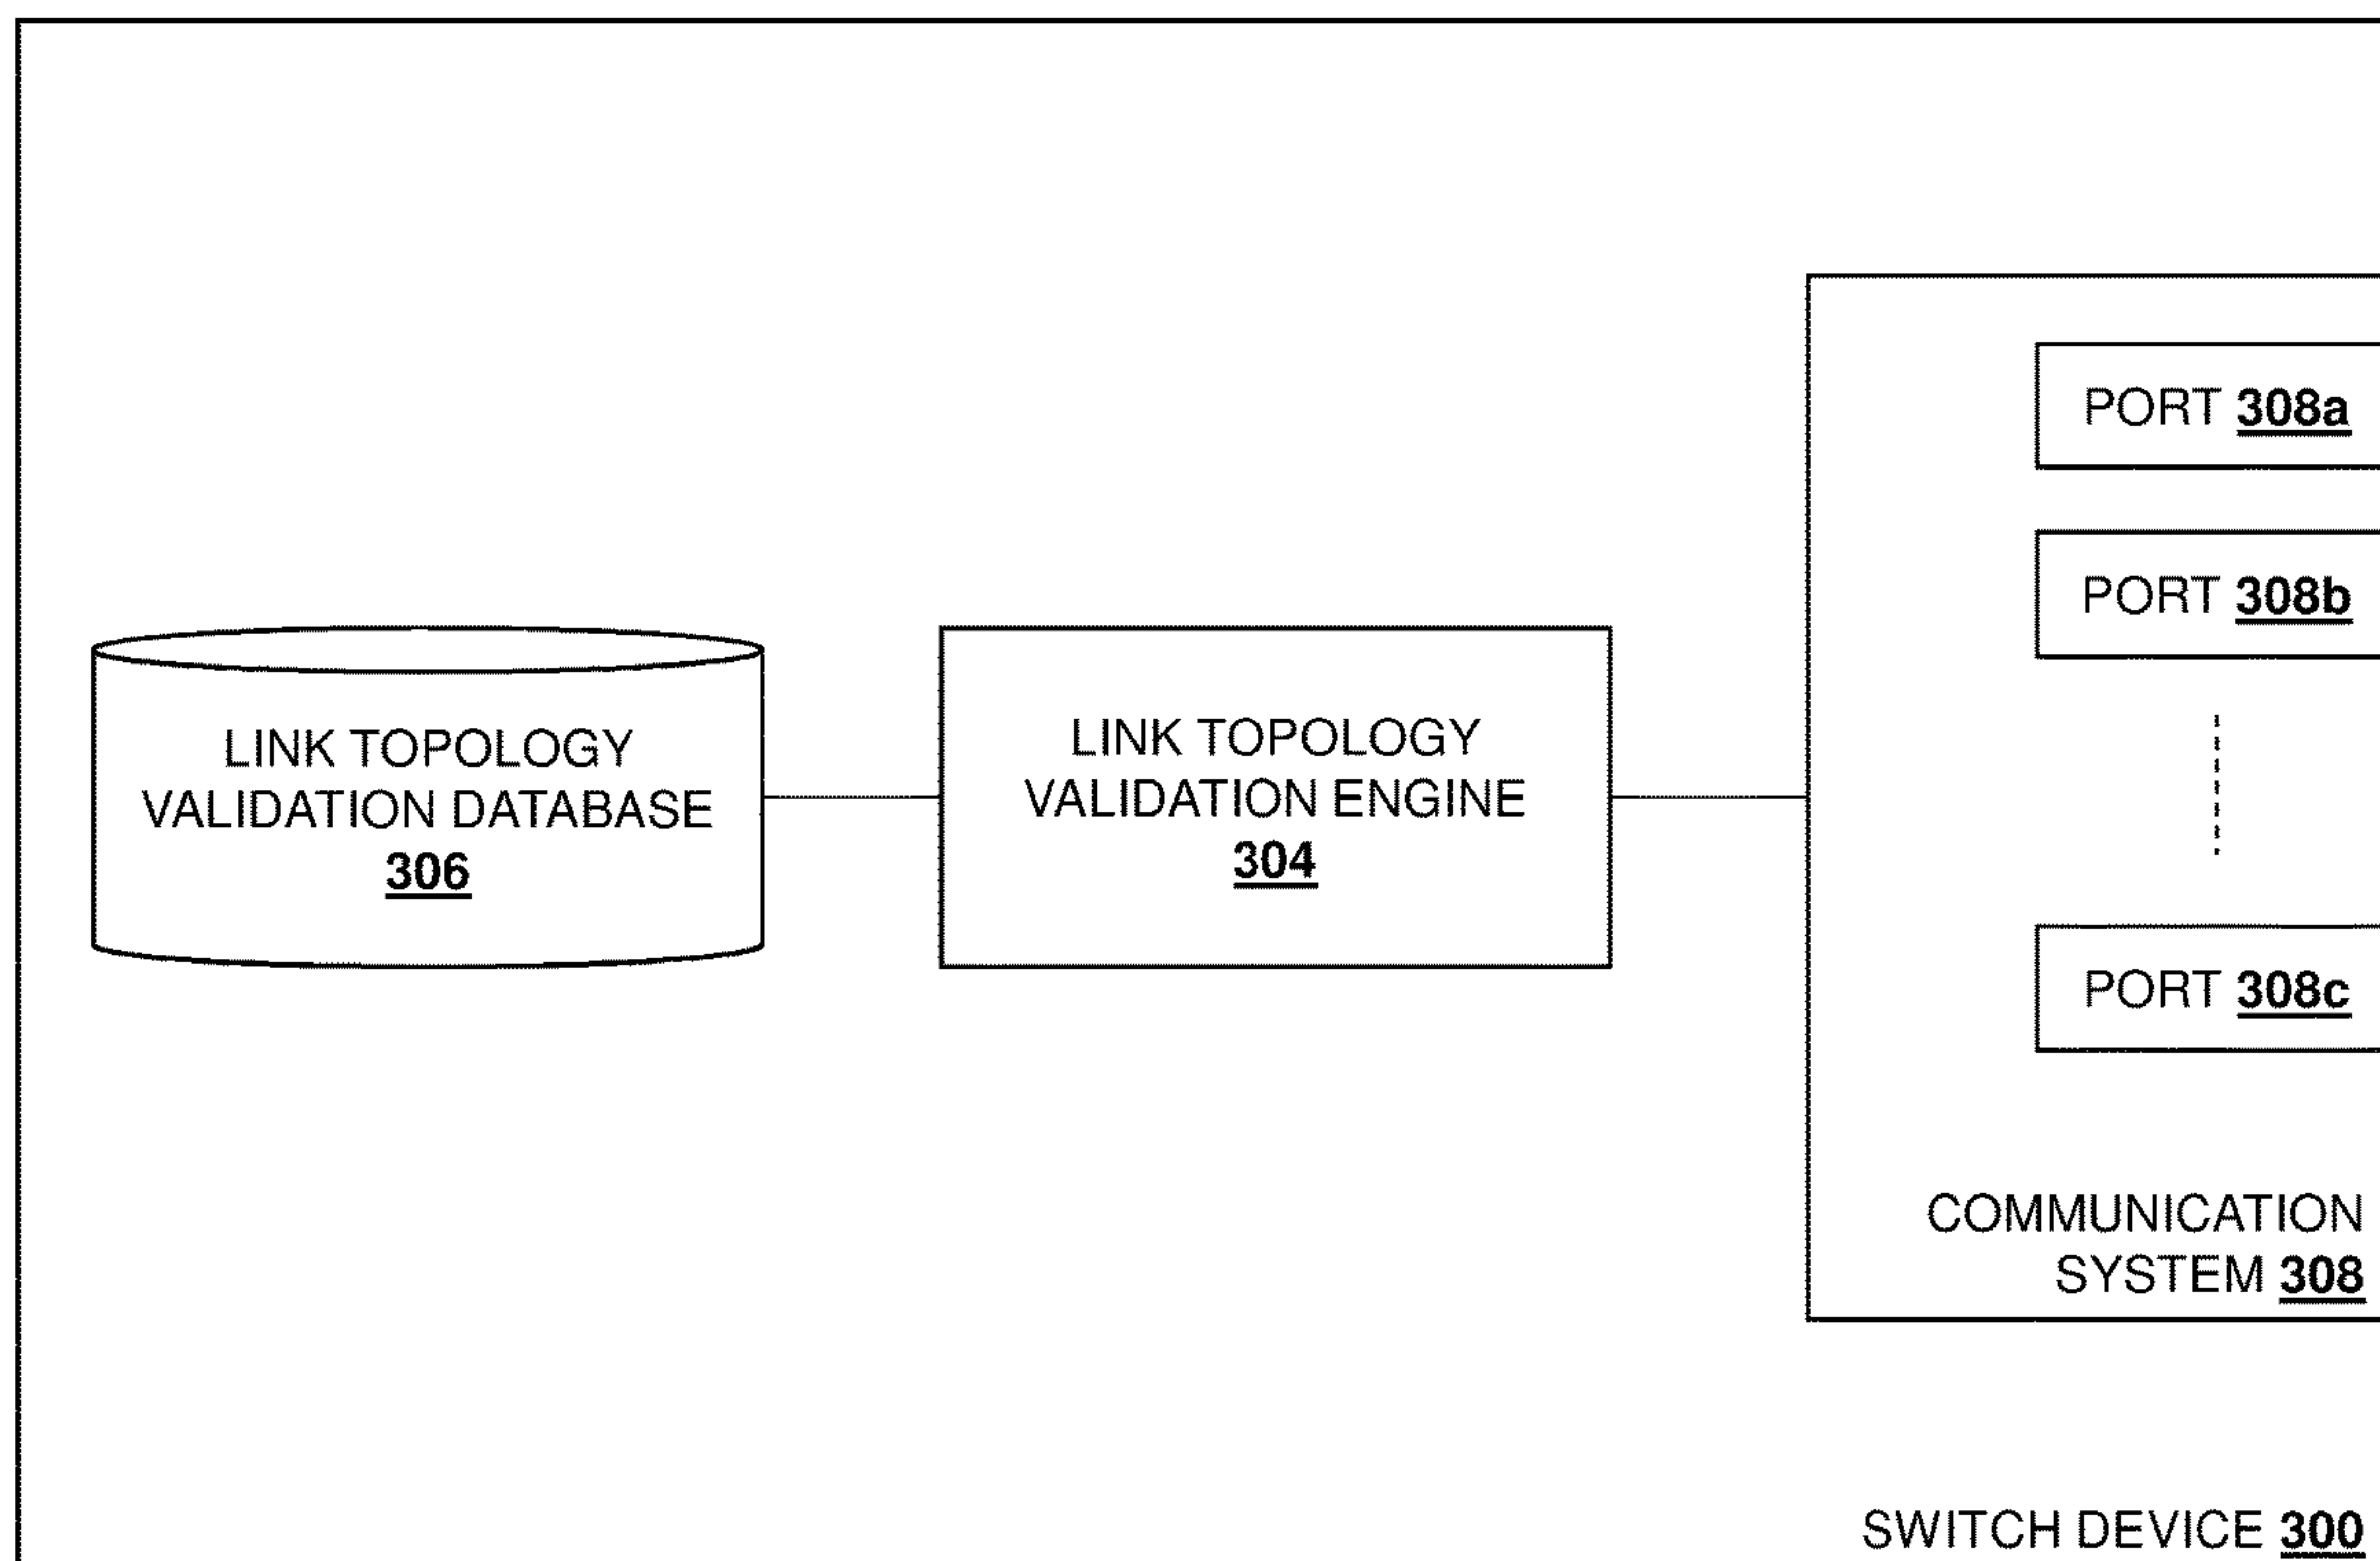 LINK TOPOLOGY
VALIDATION DATABASE
306
LINK TOPOLOGY
VALIDATION ENGINE
304
PORT 308a
PORT 308b
PORT 308c
COMMUNICATION
SYSTEM 308
SWITCH DEVICE 300